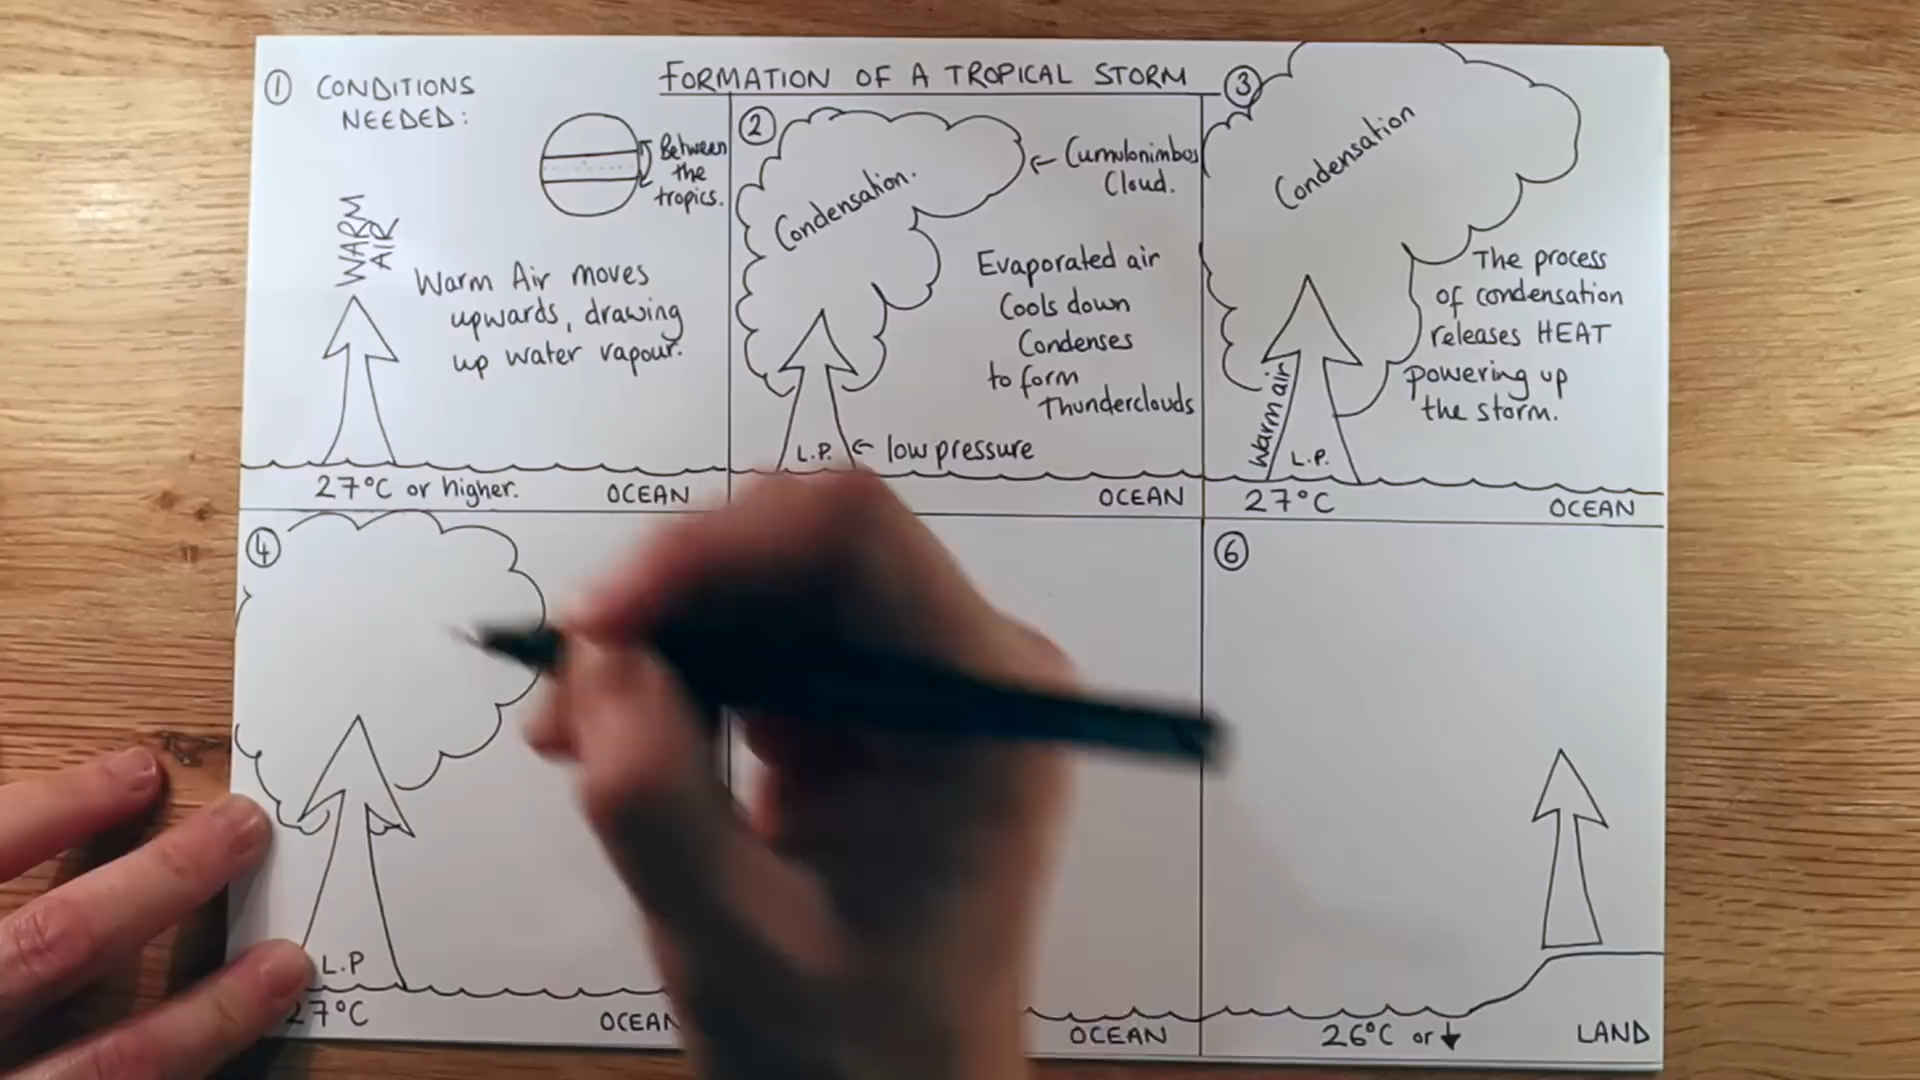 FORMATION OF A TROPICAL STORM
① CONDITIONS
NEEDED:
Between
the
tropics.
WARM
AIR
Warm Air moves
upwards, drawing
up water vapour.
27°C or higher.
OCEAN
②
Condensation.
← Cumulonimbos
Cloud.
Evaporated air
Cools down
Condenses
to form
Thunderclouds
L.P. ← low pressure
OCEAN
③
Condensation
The process
of condensation
releases HEAT
powering up
the storm.
Warm air
L.P.
27°C
OCEAN
④
L.P
27°C
OCEAN
OCEAN
⑥
26°C or ↓
LAND